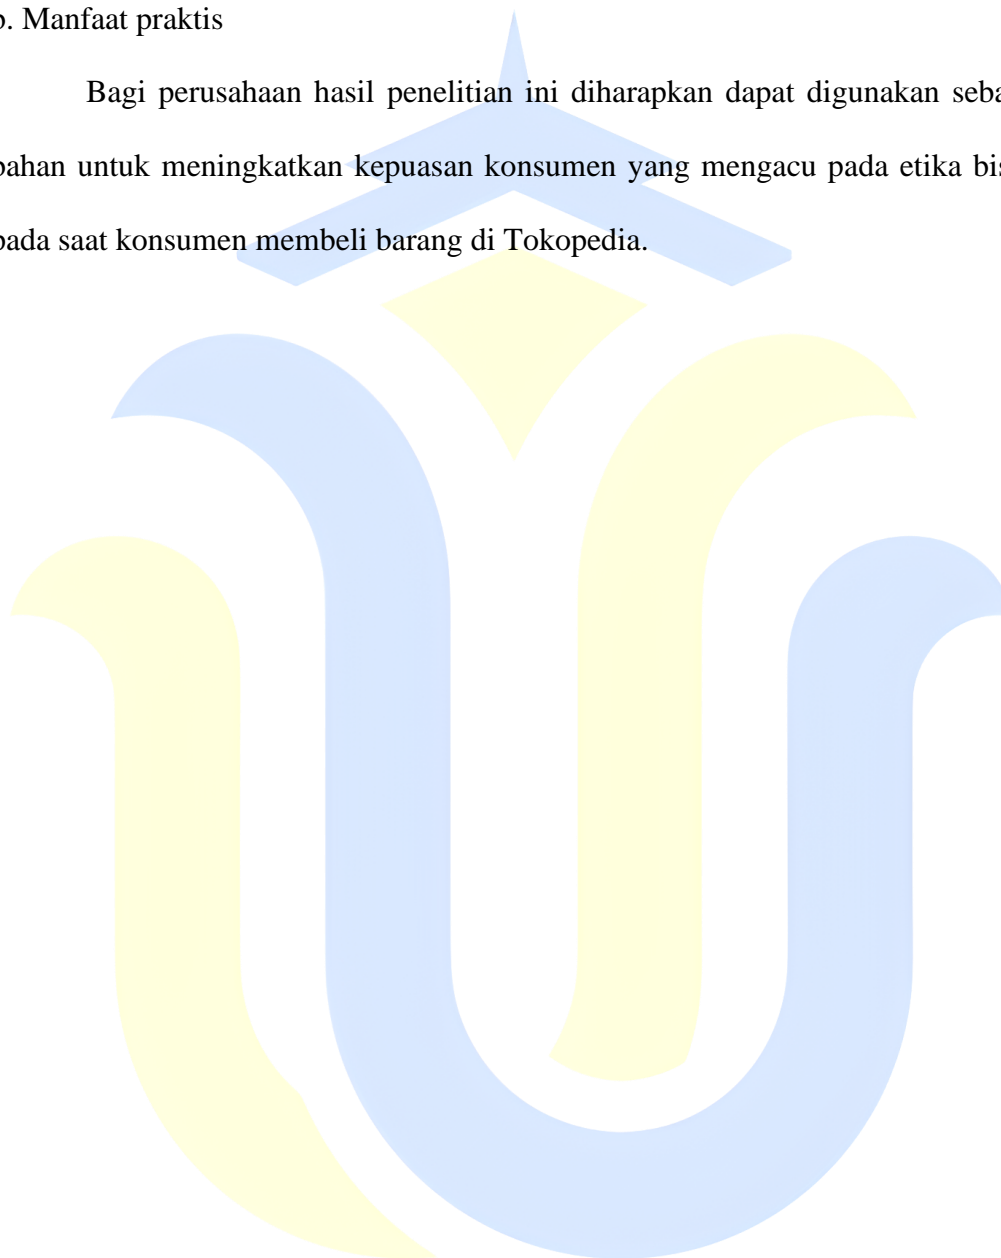 b. Manfaat praktis
Bagi perusahaan hasil penelitian ini diharapkan dapat digunakan seba
bahan untuk meningkatkan kepuasan konsumen yang mengacu pada etika bis
pada saat konsumen membeli barang di Tokopedia.